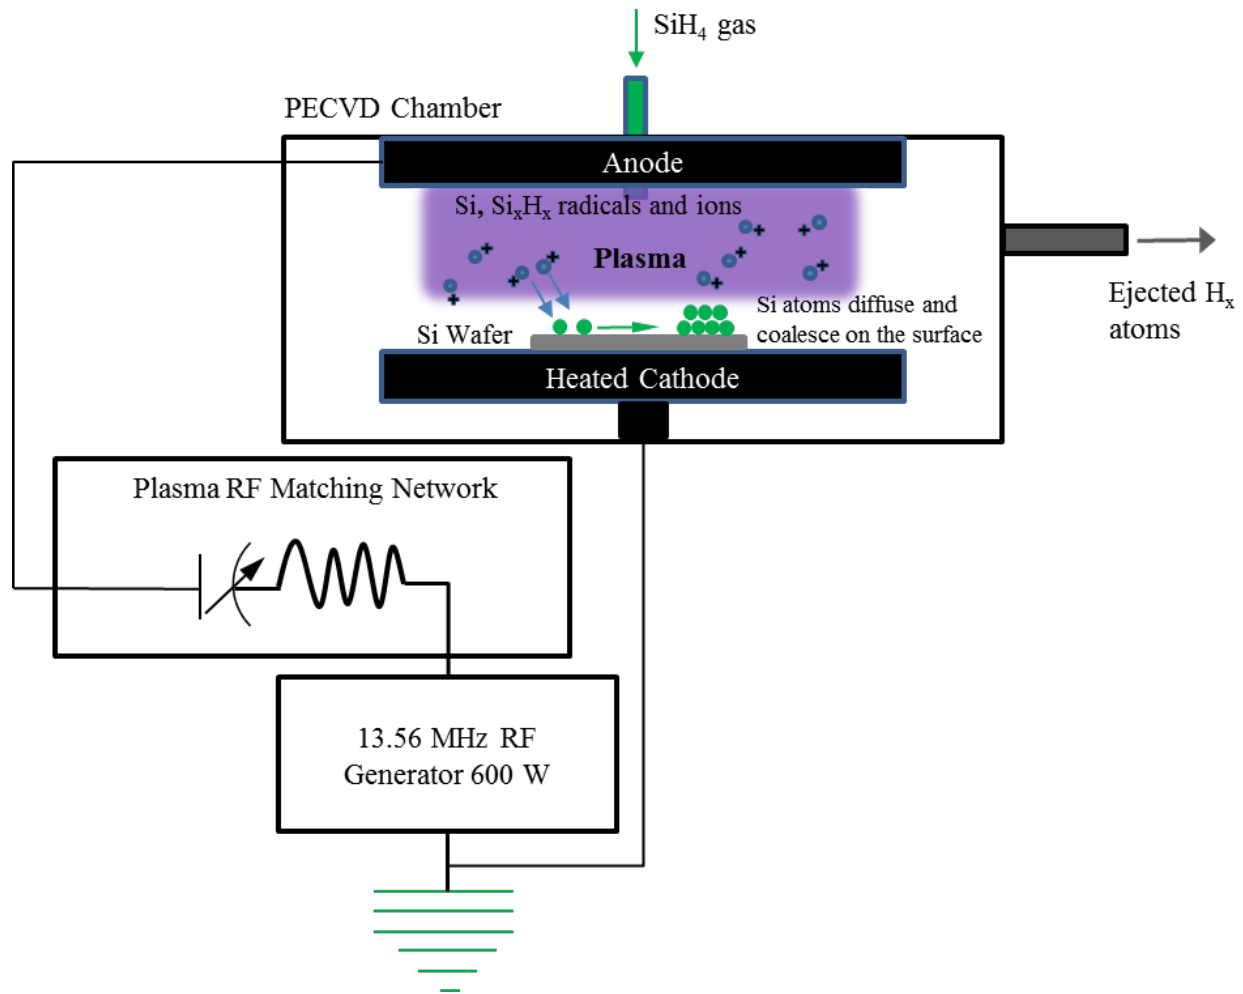 SiH₄ gas
PECVD Chamber
Anode
Si, SiₓHₓ radicals and ions
Plasma
Si atoms diffuse and
coalesce on the surface
Si Wafer
Heated Cathode
Ejected Hₓ
atoms
Plasma RF Matching Network
13.56 MHz RF
Generator 600 W